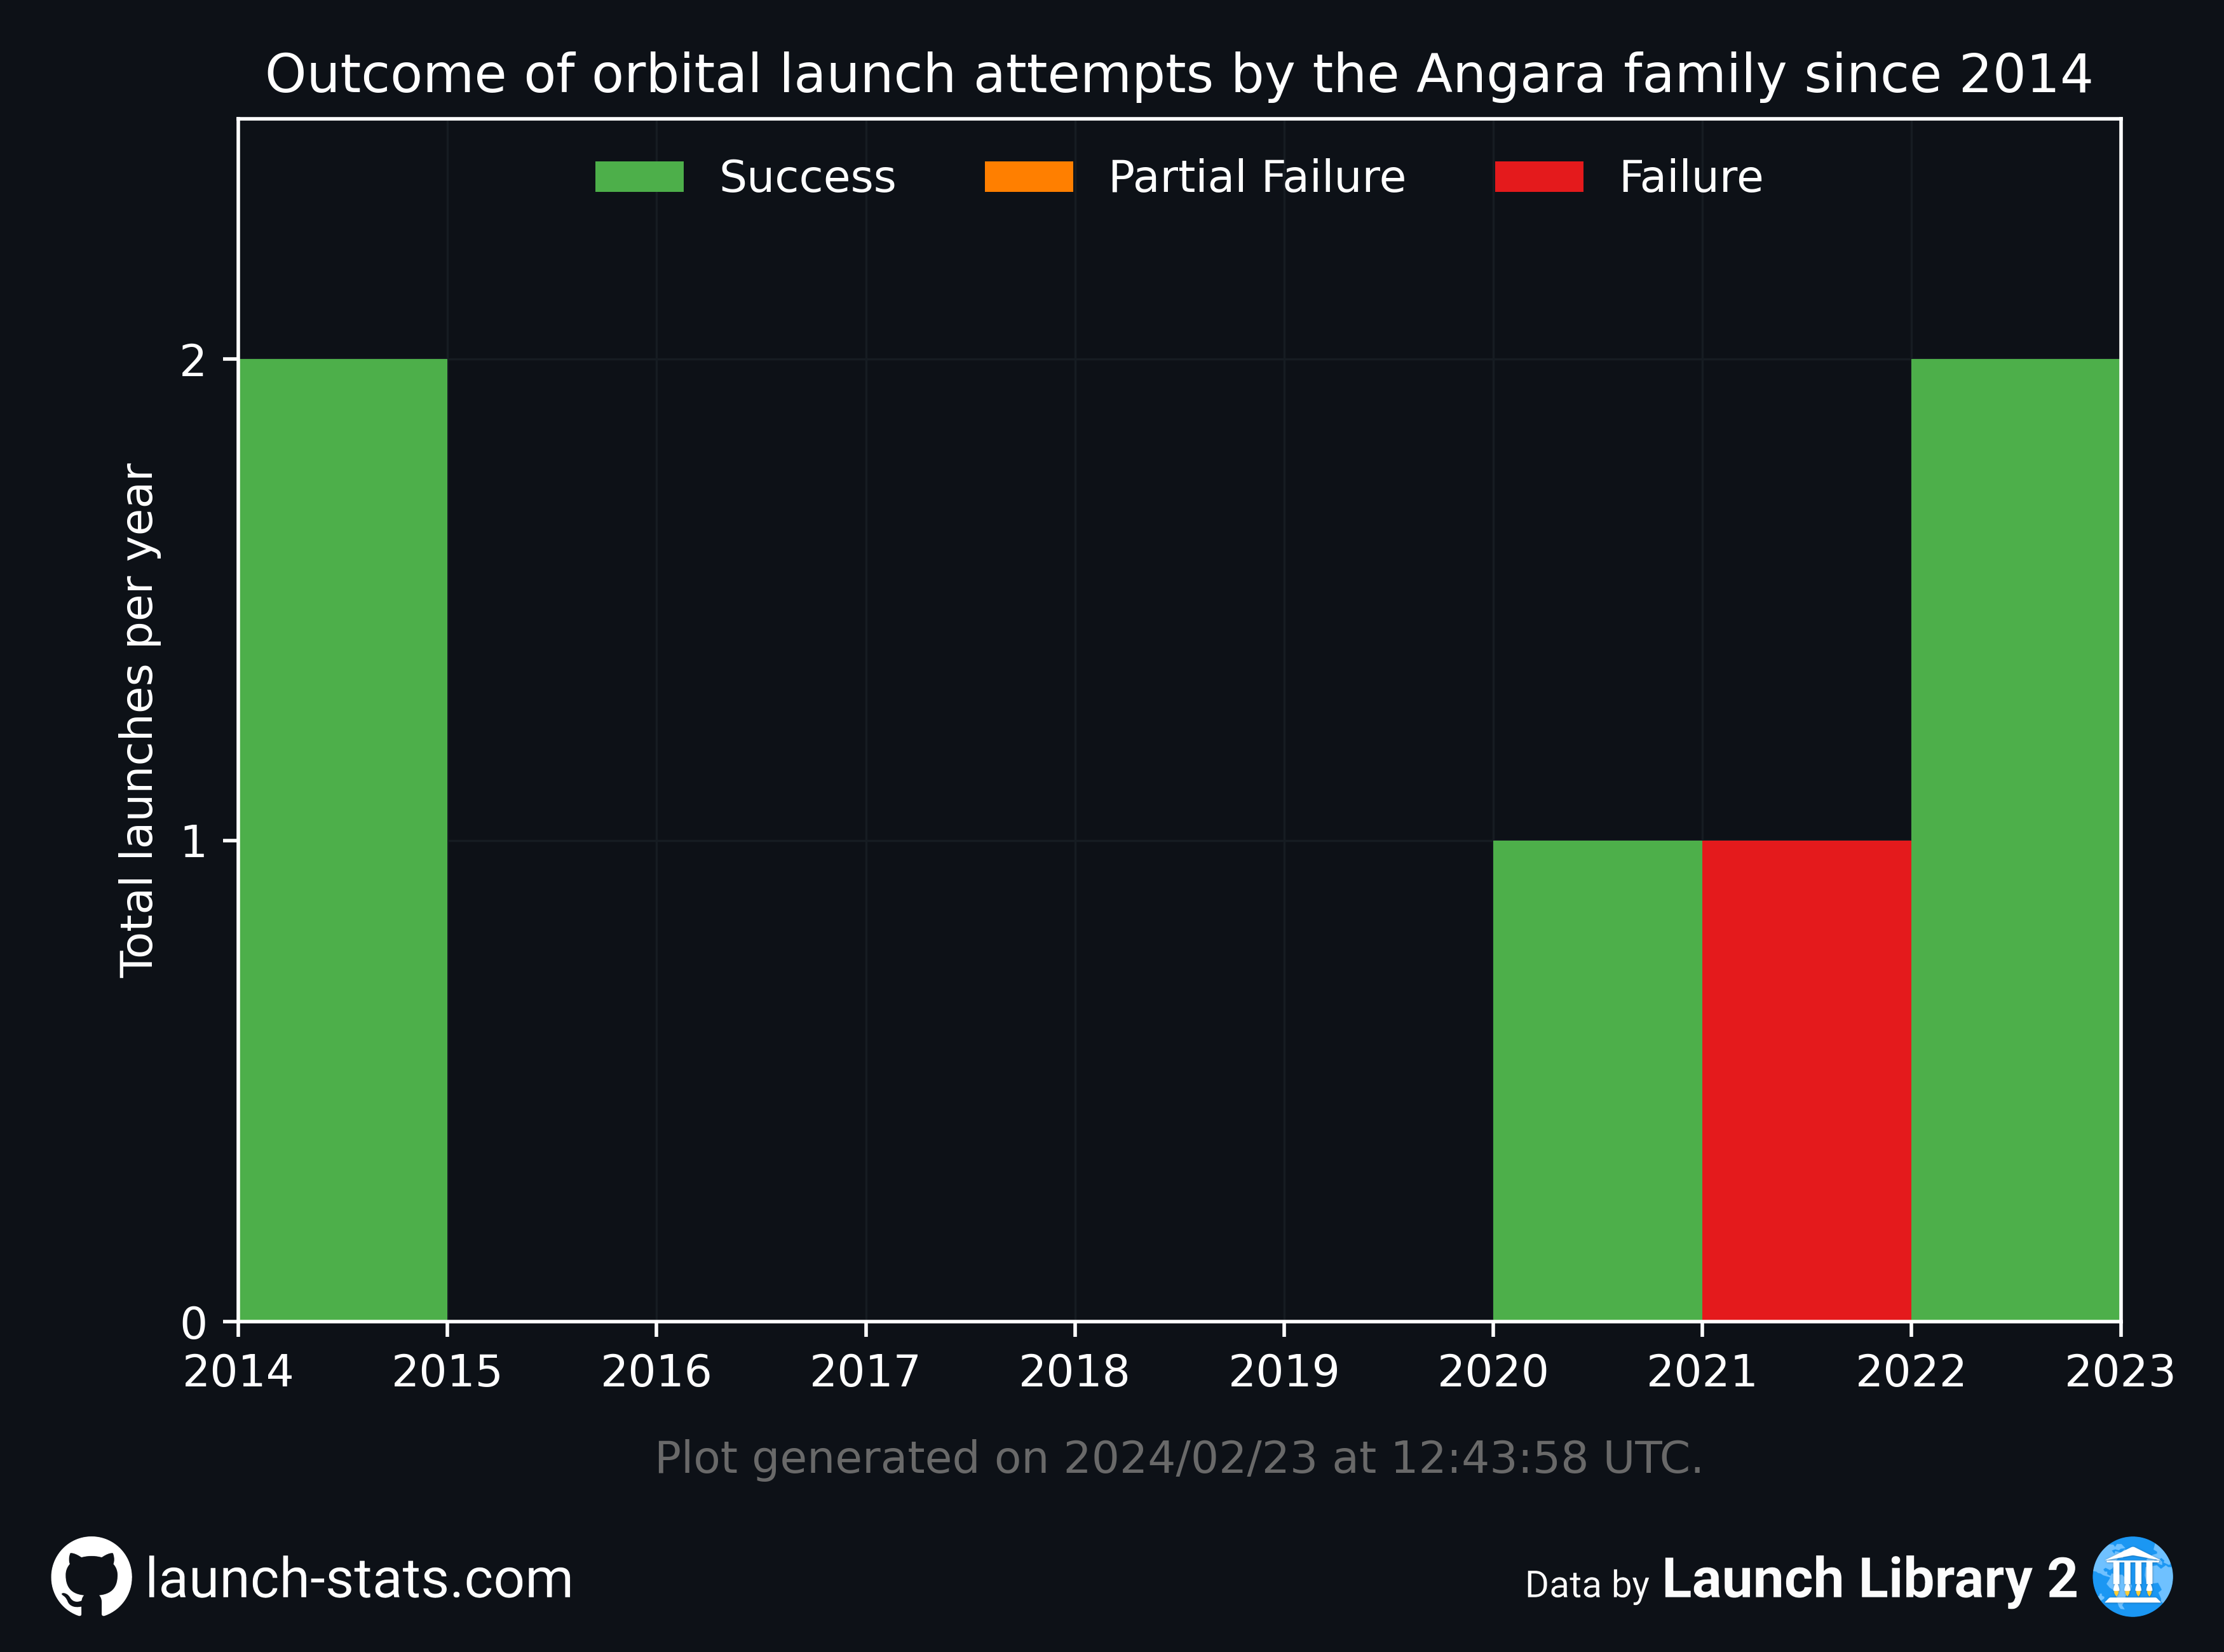 Outcome of orbital launch attempts by the Angara family since 2014
Success Partial Failure Failure
Total launches per year
2
1
0
2014 2015 2016 2017 2018 2019 2020 2021 2022 2023
Plot generated on 2024/02/23 at 12:43:58 UTC.
launch-stats.com
Data by Launch Library 2